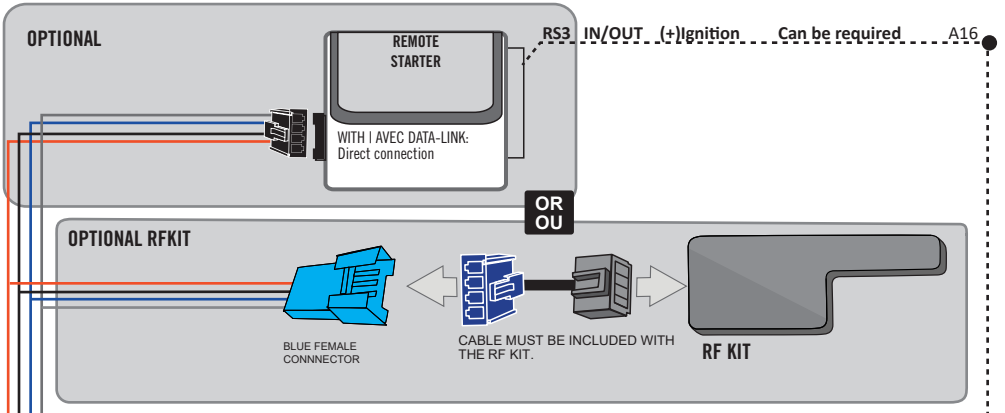 OPTIONAL
REMOTE
STARTER
RS3 IN/OUT (+)Ignition Can be required A16
WITH | AVEC DATA-LINK:
Direct connection
OR
OU
OPTIONAL RFKIT
BLUE FEMALE
CONNNECTOR
CABLE MUST BE INCLUDED WITH
THE RF KIT.
RF KIT